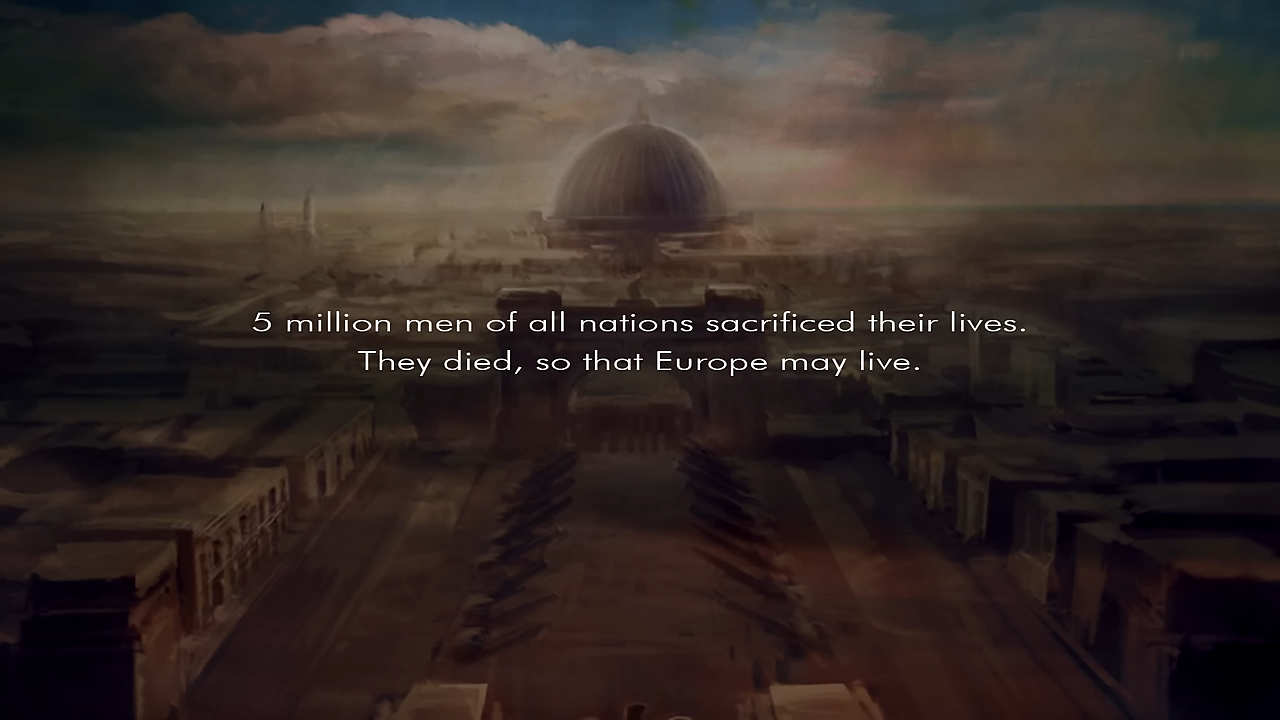 5 million men of all nations sacrificed their lives.
They died, so that Europe may live.